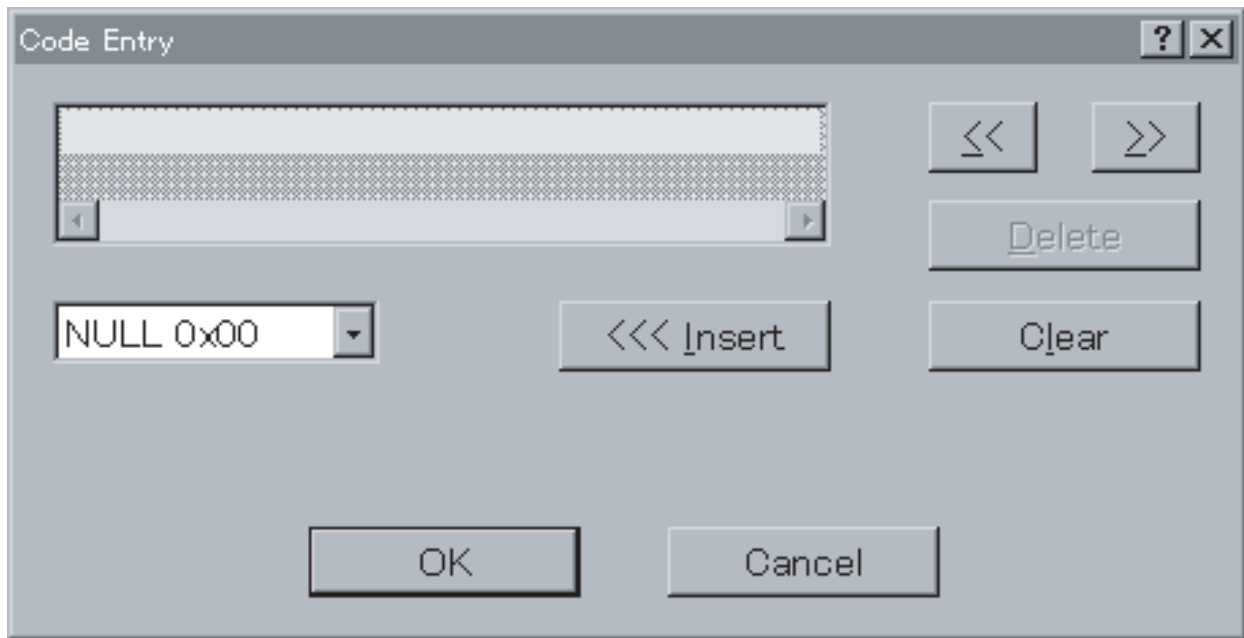 Code Entry
? ×
<< >>
Delete
NULL 0x00
<<< Insert
Clear
OK
Cancel